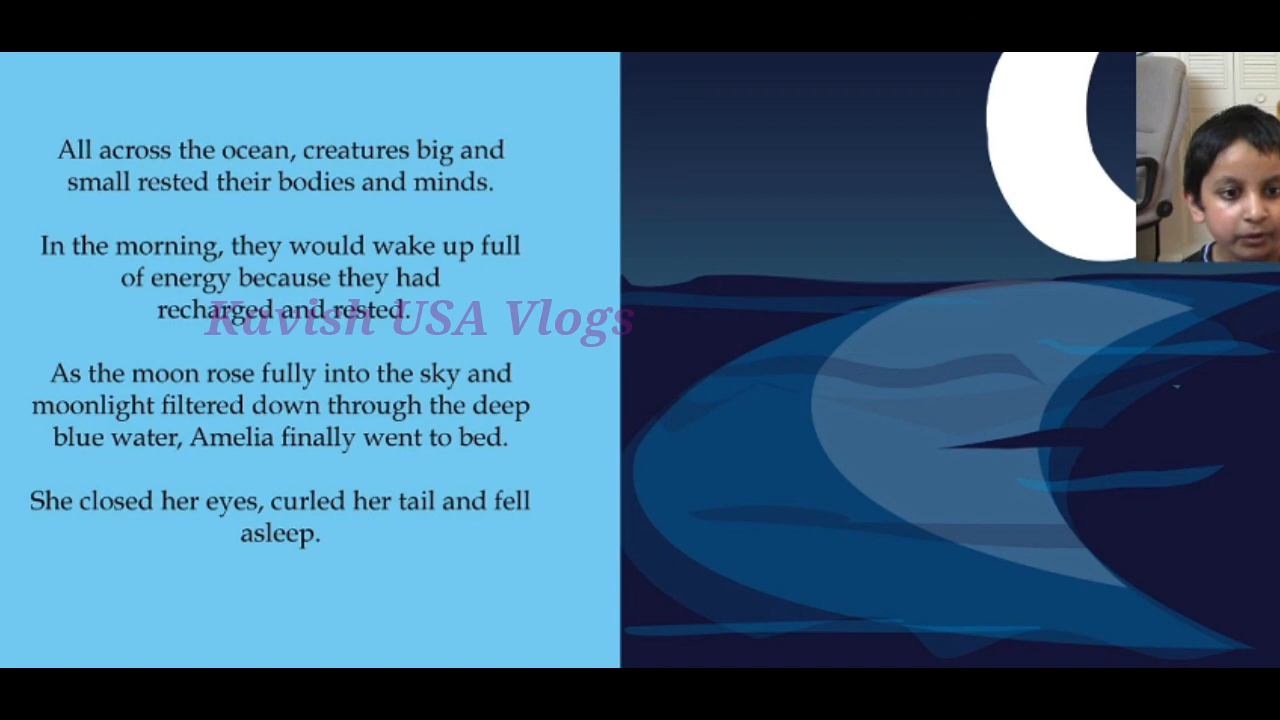 All across the ocean, creatures big and
small rested their bodies and minds.
In the morning, they would wake up full
of energy because they had
recharged and rested.
Kavish USA Vlogs
As the moon rose fully into the sky and
moonlight filtered down through the deep
blue water, Amelia finally went to bed.
She closed her eyes, curled her tail and fell
asleep.